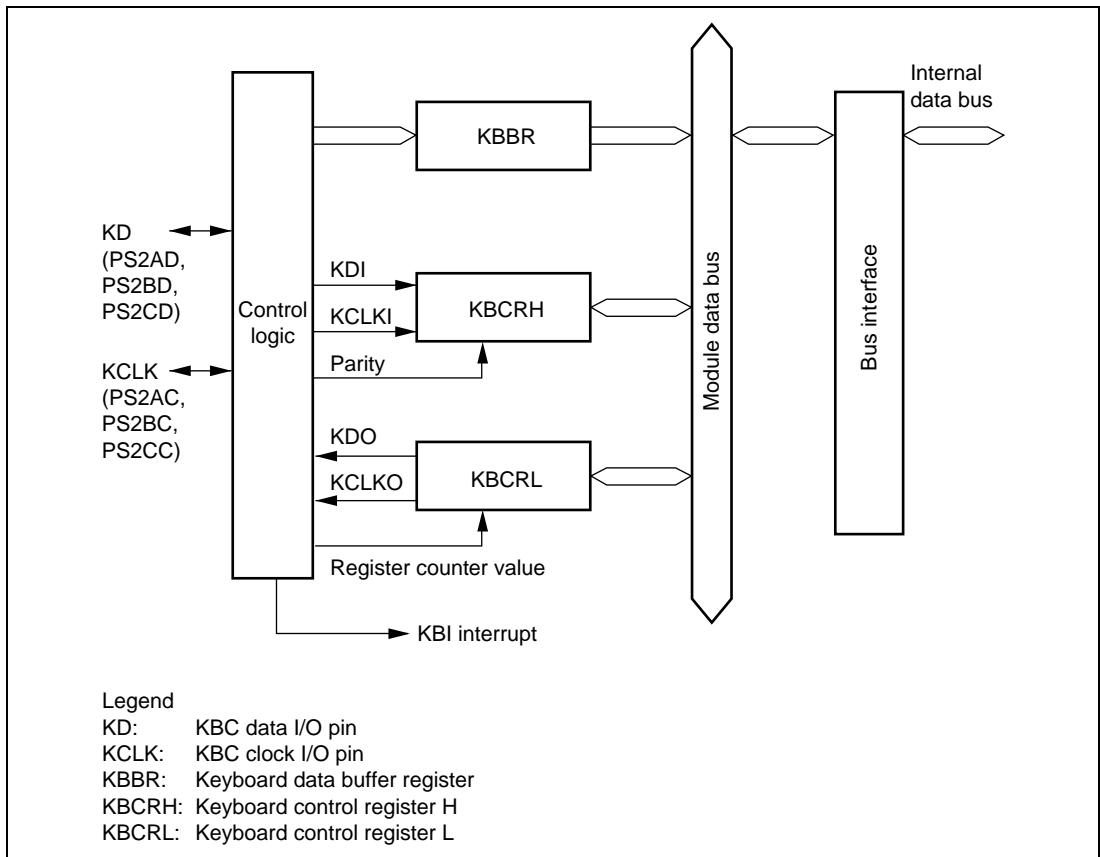 Internal
data bus
KBBR
KD
(PS2AD,
PS2BD,
PS2CD)
KDI
Control
logic
KBCRH
KCLKI
Parity
KCLK
(PS2AC,
PS2BC,
PS2CC)
KDO
KCLKO
KBCRL
Register counter value
Module data bus
Bus interface
KBI interrupt
Legend
KD: KBC data I/O pin
KCLK: KBC clock I/O pin
KBBR: Keyboard data buffer register
KBCRH: Keyboard control register H
KBCRL: Keyboard control register L